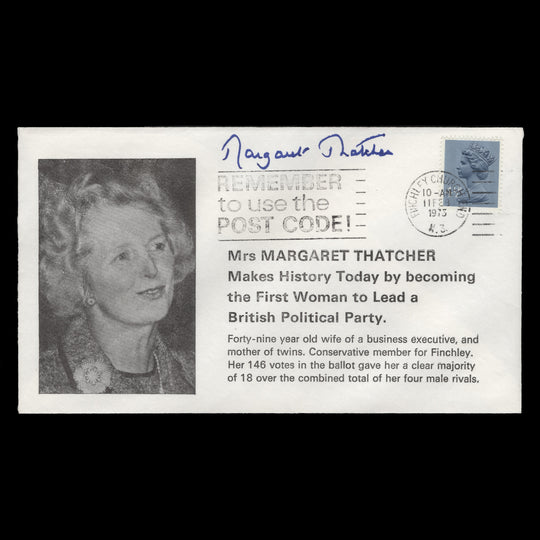 Margaret Thatcher
REMEMBER
to use the
POST CODE!
FINCHLEY CHURCH END
10-AM
11 FEB
1975
N.3.
Mrs MARGARET THATCHER
Makes History Today by becoming
the First Woman to Lead a
British Political Party.
Forty-nine year old wife of a business executive, and
mother of twins. Conservative member for Finchley.
Her 146 votes in the ballot gave her a clear majority
of 18 over the combined total of her four male rivals.